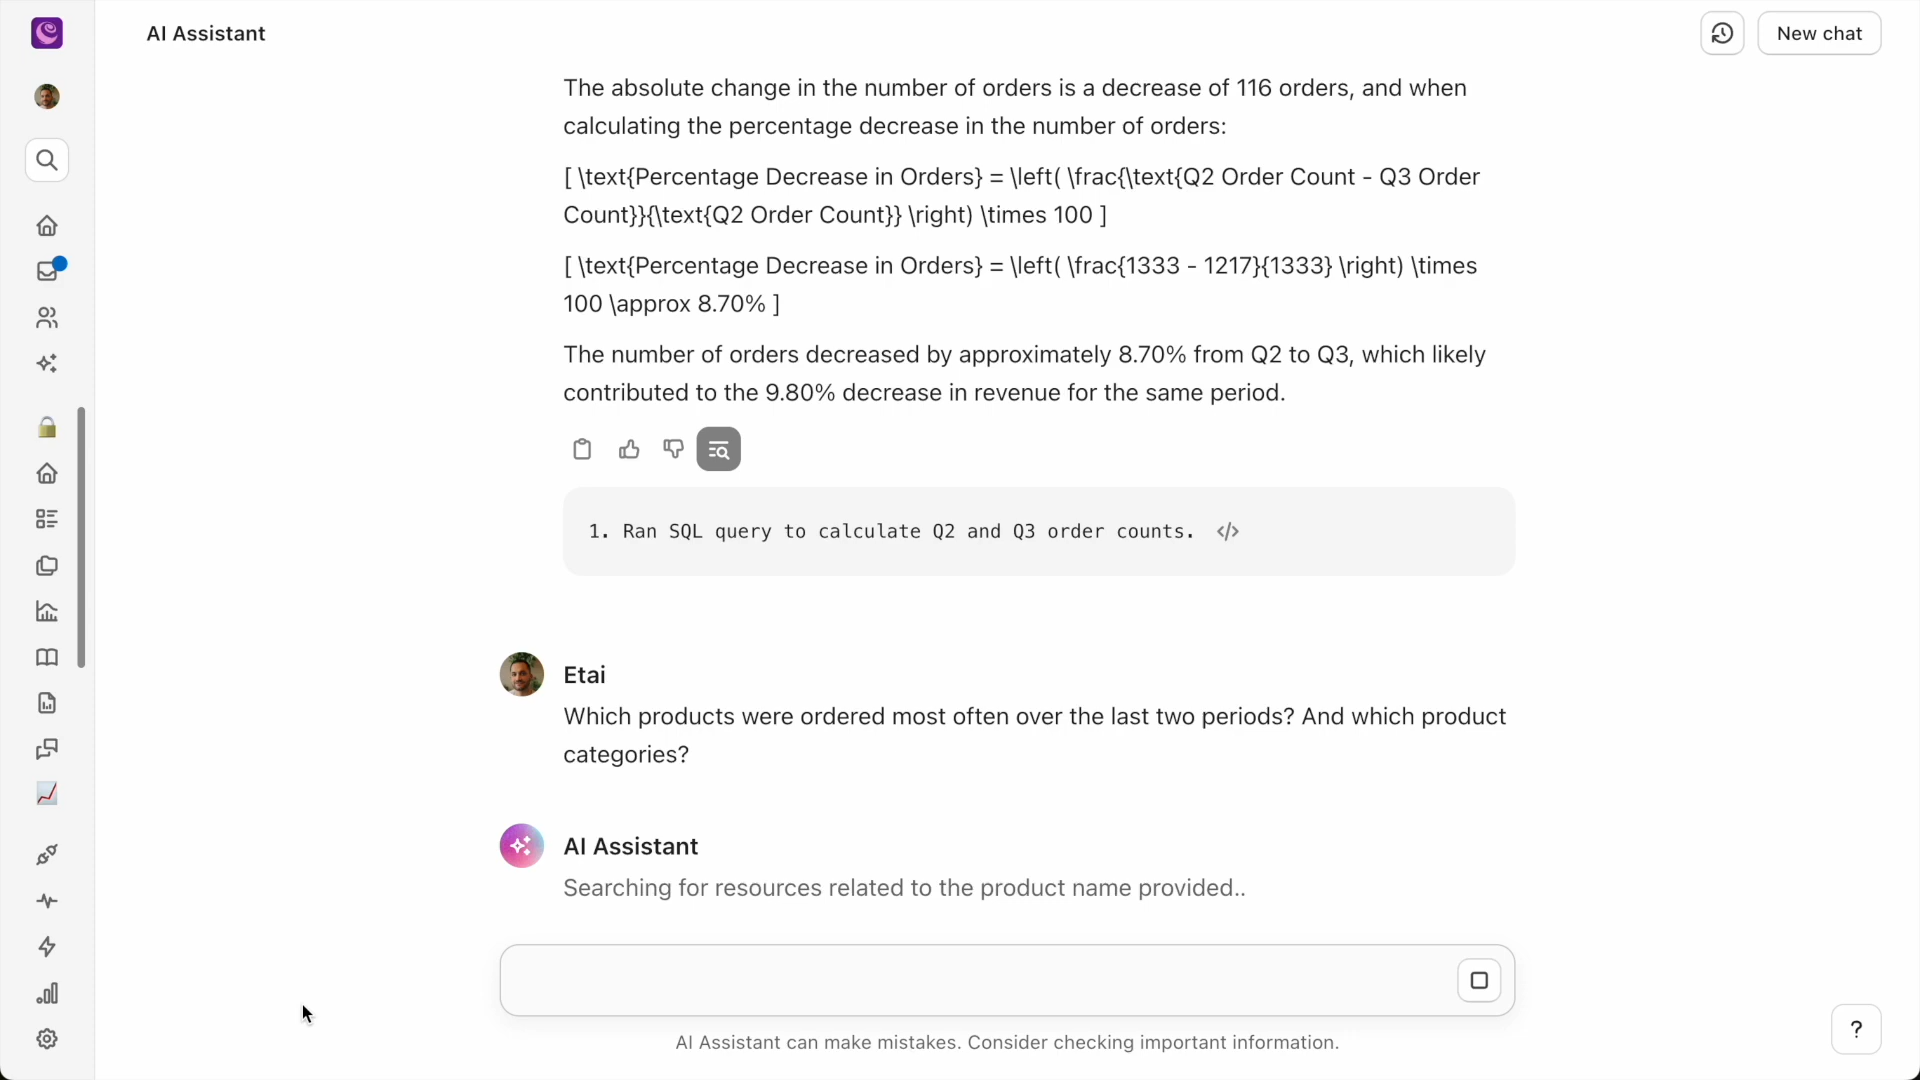 AI Assistant
New chat
The absolute change in the number of orders is a decrease of 116 orders, and when
calculating the percentage decrease in the number of orders:
[ \text{Percentage Decrease in Orders} = \left( \frac{\text{Q2 Order Count - Q3 Order
Count}}{\text{Q2 Order Count}} \right) \times 100 ]
[ \text{Percentage Decrease in Orders} = \left( \frac{1333 - 1217}{1333} \right) \times
100 \approx 8.70% ]
The number of orders decreased by approximately 8.70% from Q2 to Q3, which likely
contributed to the 9.80% decrease in revenue for the same period.
1. Ran SQL query to calculate Q2 and Q3 order counts. </>
Etai
Which products were ordered most often over the last two periods? And which product
categories?
AI Assistant
Searching for resources related to the product name provided..
AI Assistant can make mistakes. Consider checking important information.
?